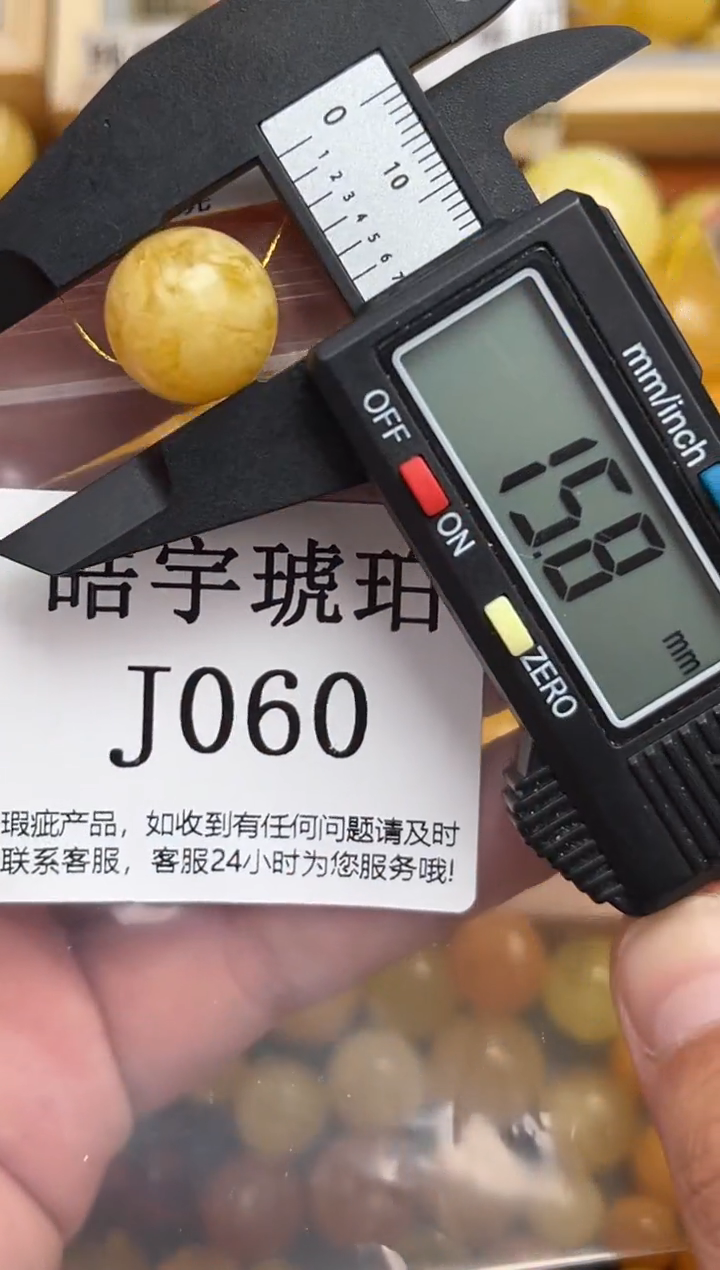 0
10
1
2
3
4
5
6
7
mm/inch
OFF
ON
ZERO
15.8
mm
皓宇琥珀
J060
瑕疵产品，如收到有任何问题请及时
联系客服，客服24小时为您服务哦!